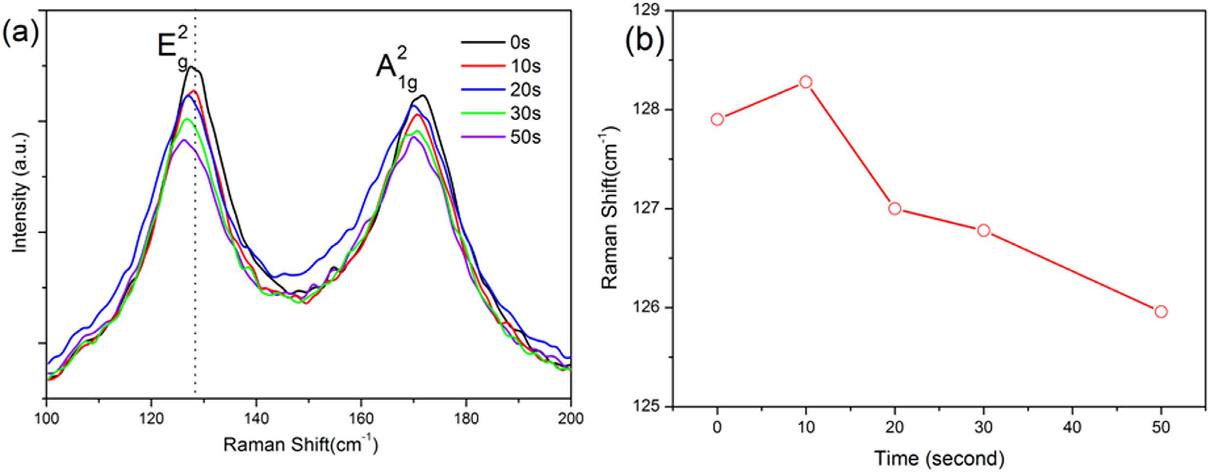 (a)
E²g
A²1g
0s
10s
20s
30s
50s
Intensity (a.u.)
100 120 140 160 180 200
Raman Shift(cm⁻¹)
(b)
129
128
127
126
125
Raman Shift(cm⁻¹)
0 10 20 30 40 50
Time (second)